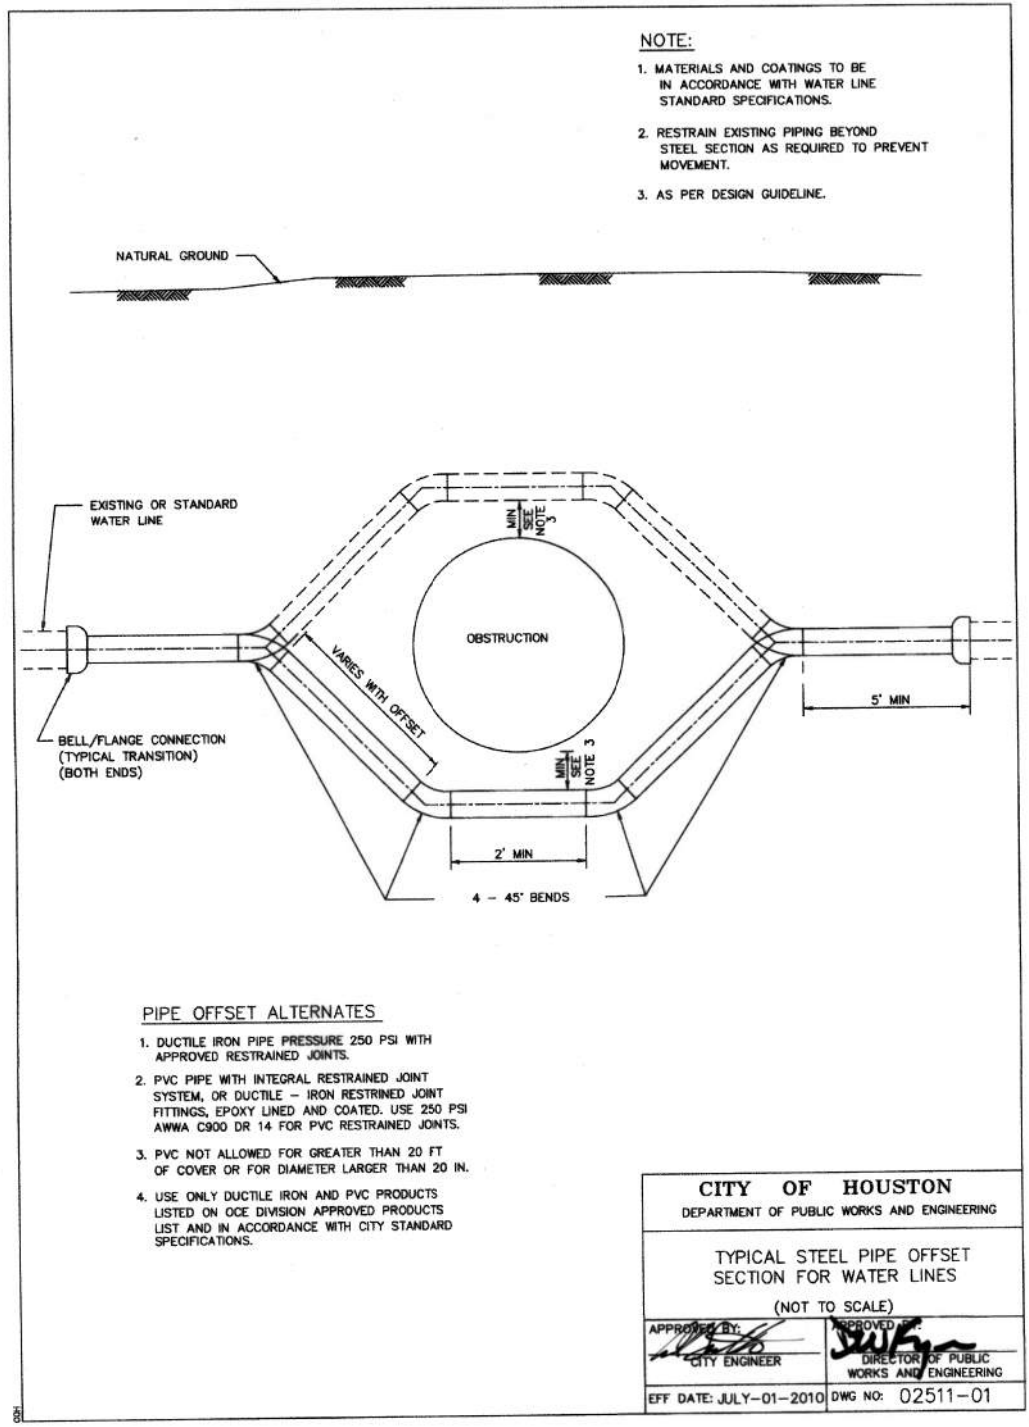 NOTE:
1. MATERIALS AND COATINGS TO BE
IN ACCORDANCE WITH WATER LINE
STANDARD SPECIFICATIONS.
2. RESTRAIN EXISTING PIPING BEYOND
STEEL SECTION AS REQUIRED TO PREVENT
MOVEMENT.
3. AS PER DESIGN GUIDELINE.
NATURAL GROUND
EXISTING OR STANDARD
WATER LINE
MIN
SEE
NOTE
3
OBSTRUCTION
VARIES WITH OFFSET
5' MIN
BELL/FLANGE CONNECTION
(TYPICAL TRANSITION)
(BOTH ENDS)
MIN
SEE
NOTE 3
2' MIN
4 - 45° BENDS
PIPE OFFSET ALTERNATES
1. DUCTILE IRON PIPE PRESSURE 250 PSI WITH
APPROVED RESTRAINED JOINTS.
2. PVC PIPE WITH INTEGRAL RESTRAINED JOINT
SYSTEM, OR DUCTILE - IRON RESTRINED JOINT
FITTINGS, EPOXY LINED AND COATED. USE 250 PSI
AWWA C900 DR 14 FOR PVC RESTRAINED JOINTS.
3. PVC NOT ALLOWED FOR GREATER THAN 20 FT
OF COVER OR FOR DIAMETER LARGER THAN 20 IN.
4. USE ONLY DUCTILE IRON AND PVC PRODUCTS
LISTED ON OCE DIVISION APPROVED PRODUCTS
LIST AND IN ACCORDANCE WITH CITY STANDARD
SPECIFICATIONS.
CITY OF HOUSTON
DEPARTMENT OF PUBLIC WORKS AND ENGINEERING
TYPICAL STEEL PIPE OFFSET
SECTION FOR WATER LINES
(NOT TO SCALE)
APPROVED BY:
CITY ENGINEER
APPROVED BY:
DIRECTOR OF PUBLIC
WORKS AND ENGINEERING
EFF DATE: JULY-01-2010
DWG NO: 02511-01